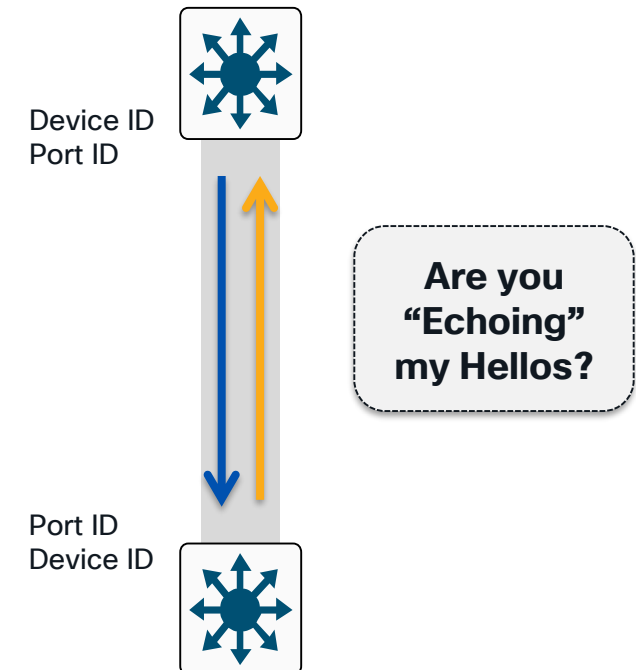 Device ID
Port ID
Are you
“Echoing”
my Hellos?
Port ID
Device ID